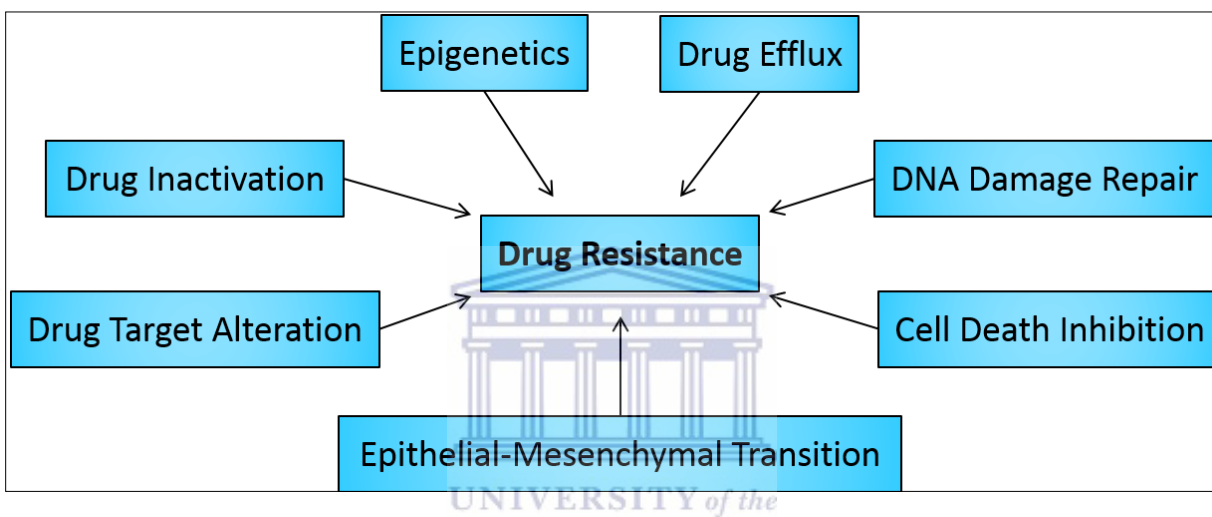 Epigenetics
Drug Efflux
Drug Inactivation
DNA Damage Repair
Drug Resistance
Drug Target Alteration
Cell Death Inhibition
Epithelial-Mesenchymal Transition
UNIVERSITY of the